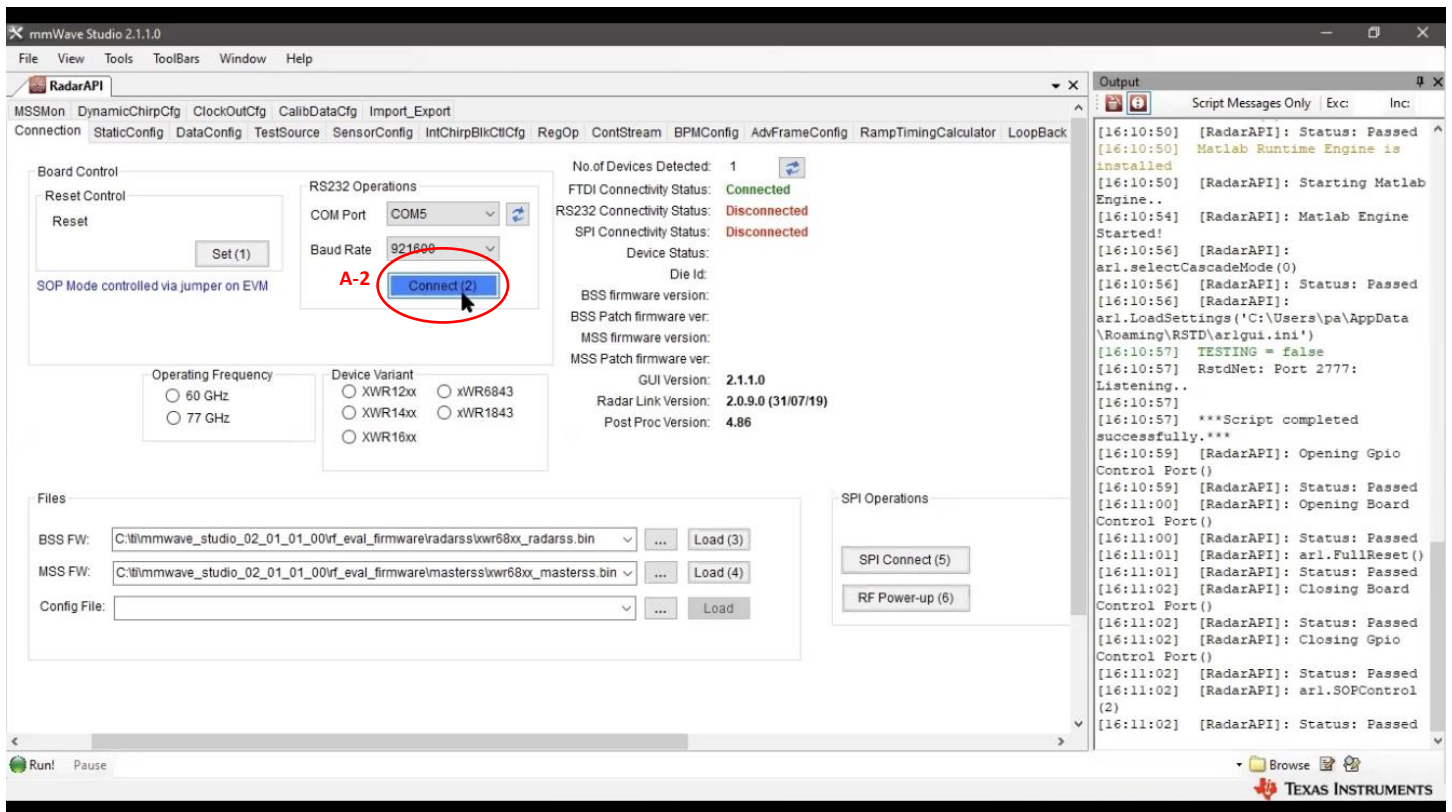 mmWave Studio 2.1.1.0
File View Tools ToolBars Window Help
RadarAPI
MSSMon DynamicChirpCfg ClockOutCfg CalibDataCfg Import_Export
Connection StaticConfig DataConfig TestSource SensorConfig IntChirpBlkCtlCfg RegOp ContStream BPMConfig AdvFrameConfig RampTimingCalculator LoopBack
Board Control
Reset Control
Reset
Set (1)
SOP Mode controlled via jumper on EVM
RS232 Operations
COM Port COM5
Baud Rate 921600
A-2
Connect (2)
No.of Devices Detected: 1
FTDI Connectivity Status: Connected
RS232 Connectivity Status: Disconnected
SPI Connectivity Status: Disconnected
Device Status:
Die Id:
BSS firmware version:
BSS Patch firmware ver:
MSS firmware version:
MSS Patch firmware ver:
GUI Version: 2.1.1.0
Radar Link Version: 2.0.9.0 (31/07/19)
Post Proc Version: 4.86
Operating Frequency
60 GHz
77 GHz
Device Variant
XWR12xx xWR6843
XWR14xx xWR1843
XWR16xx
Files
BSS FW: C:\ti\mmwave_studio_02_01_01_00\rf_eval_firmware\radarss\xwr68xx_radarss.bin ... Load (3)
MSS FW: C:\ti\mmwave_studio_02_01_01_00\rf_eval_firmware\masterss\xwr68xx_masterss.bin ... Load (4)
Config File: ... Load
SPI Operations
SPI Connect (5)
RF Power-up (6)
Output
Script Messages Only Exc: Inc:
[16:10:50] [RadarAPI]: Status: Passed
[16:10:50] Matlab Runtime Engine is
installed
[16:10:50] [RadarAPI]: Starting Matlab
Engine..
[16:10:54] [RadarAPI]: Matlab Engine
Started!
[16:10:56] [RadarAPI]:
ar1.selectCascadeMode(0)
[16:10:56] [RadarAPI]: Status: Passed
[16:10:56] [RadarAPI]:
ar1.LoadSettings('C:\Users\pa\AppData
\Roaming\RSTD\ar1gui.ini')
[16:10:57] TESTING = false
[16:10:57] RstdNet: Port 2777:
Listening..
[16:10:57]
[16:10:57] ***Script completed
successfully.***
[16:10:59] [RadarAPI]: Opening Gpio
Control Port()
[16:10:59] [RadarAPI]: Status: Passed
[16:11:00] [RadarAPI]: Opening Board
Control Port()
[16:11:00] [RadarAPI]: Status: Passed
[16:11:01] [RadarAPI]: ar1.FullReset()
[16:11:01] [RadarAPI]: Status: Passed
[16:11:02] [RadarAPI]: Closing Board
Control Port()
[16:11:02] [RadarAPI]: Status: Passed
[16:11:02] [RadarAPI]: Closing Gpio
Control Port()
[16:11:02] [RadarAPI]: Status: Passed
[16:11:02] [RadarAPI]: ar1.SOPControl
(2)
[16:11:02] [RadarAPI]: Status: Passed
Run! Pause
Browse
TEXAS INSTRUMENTS